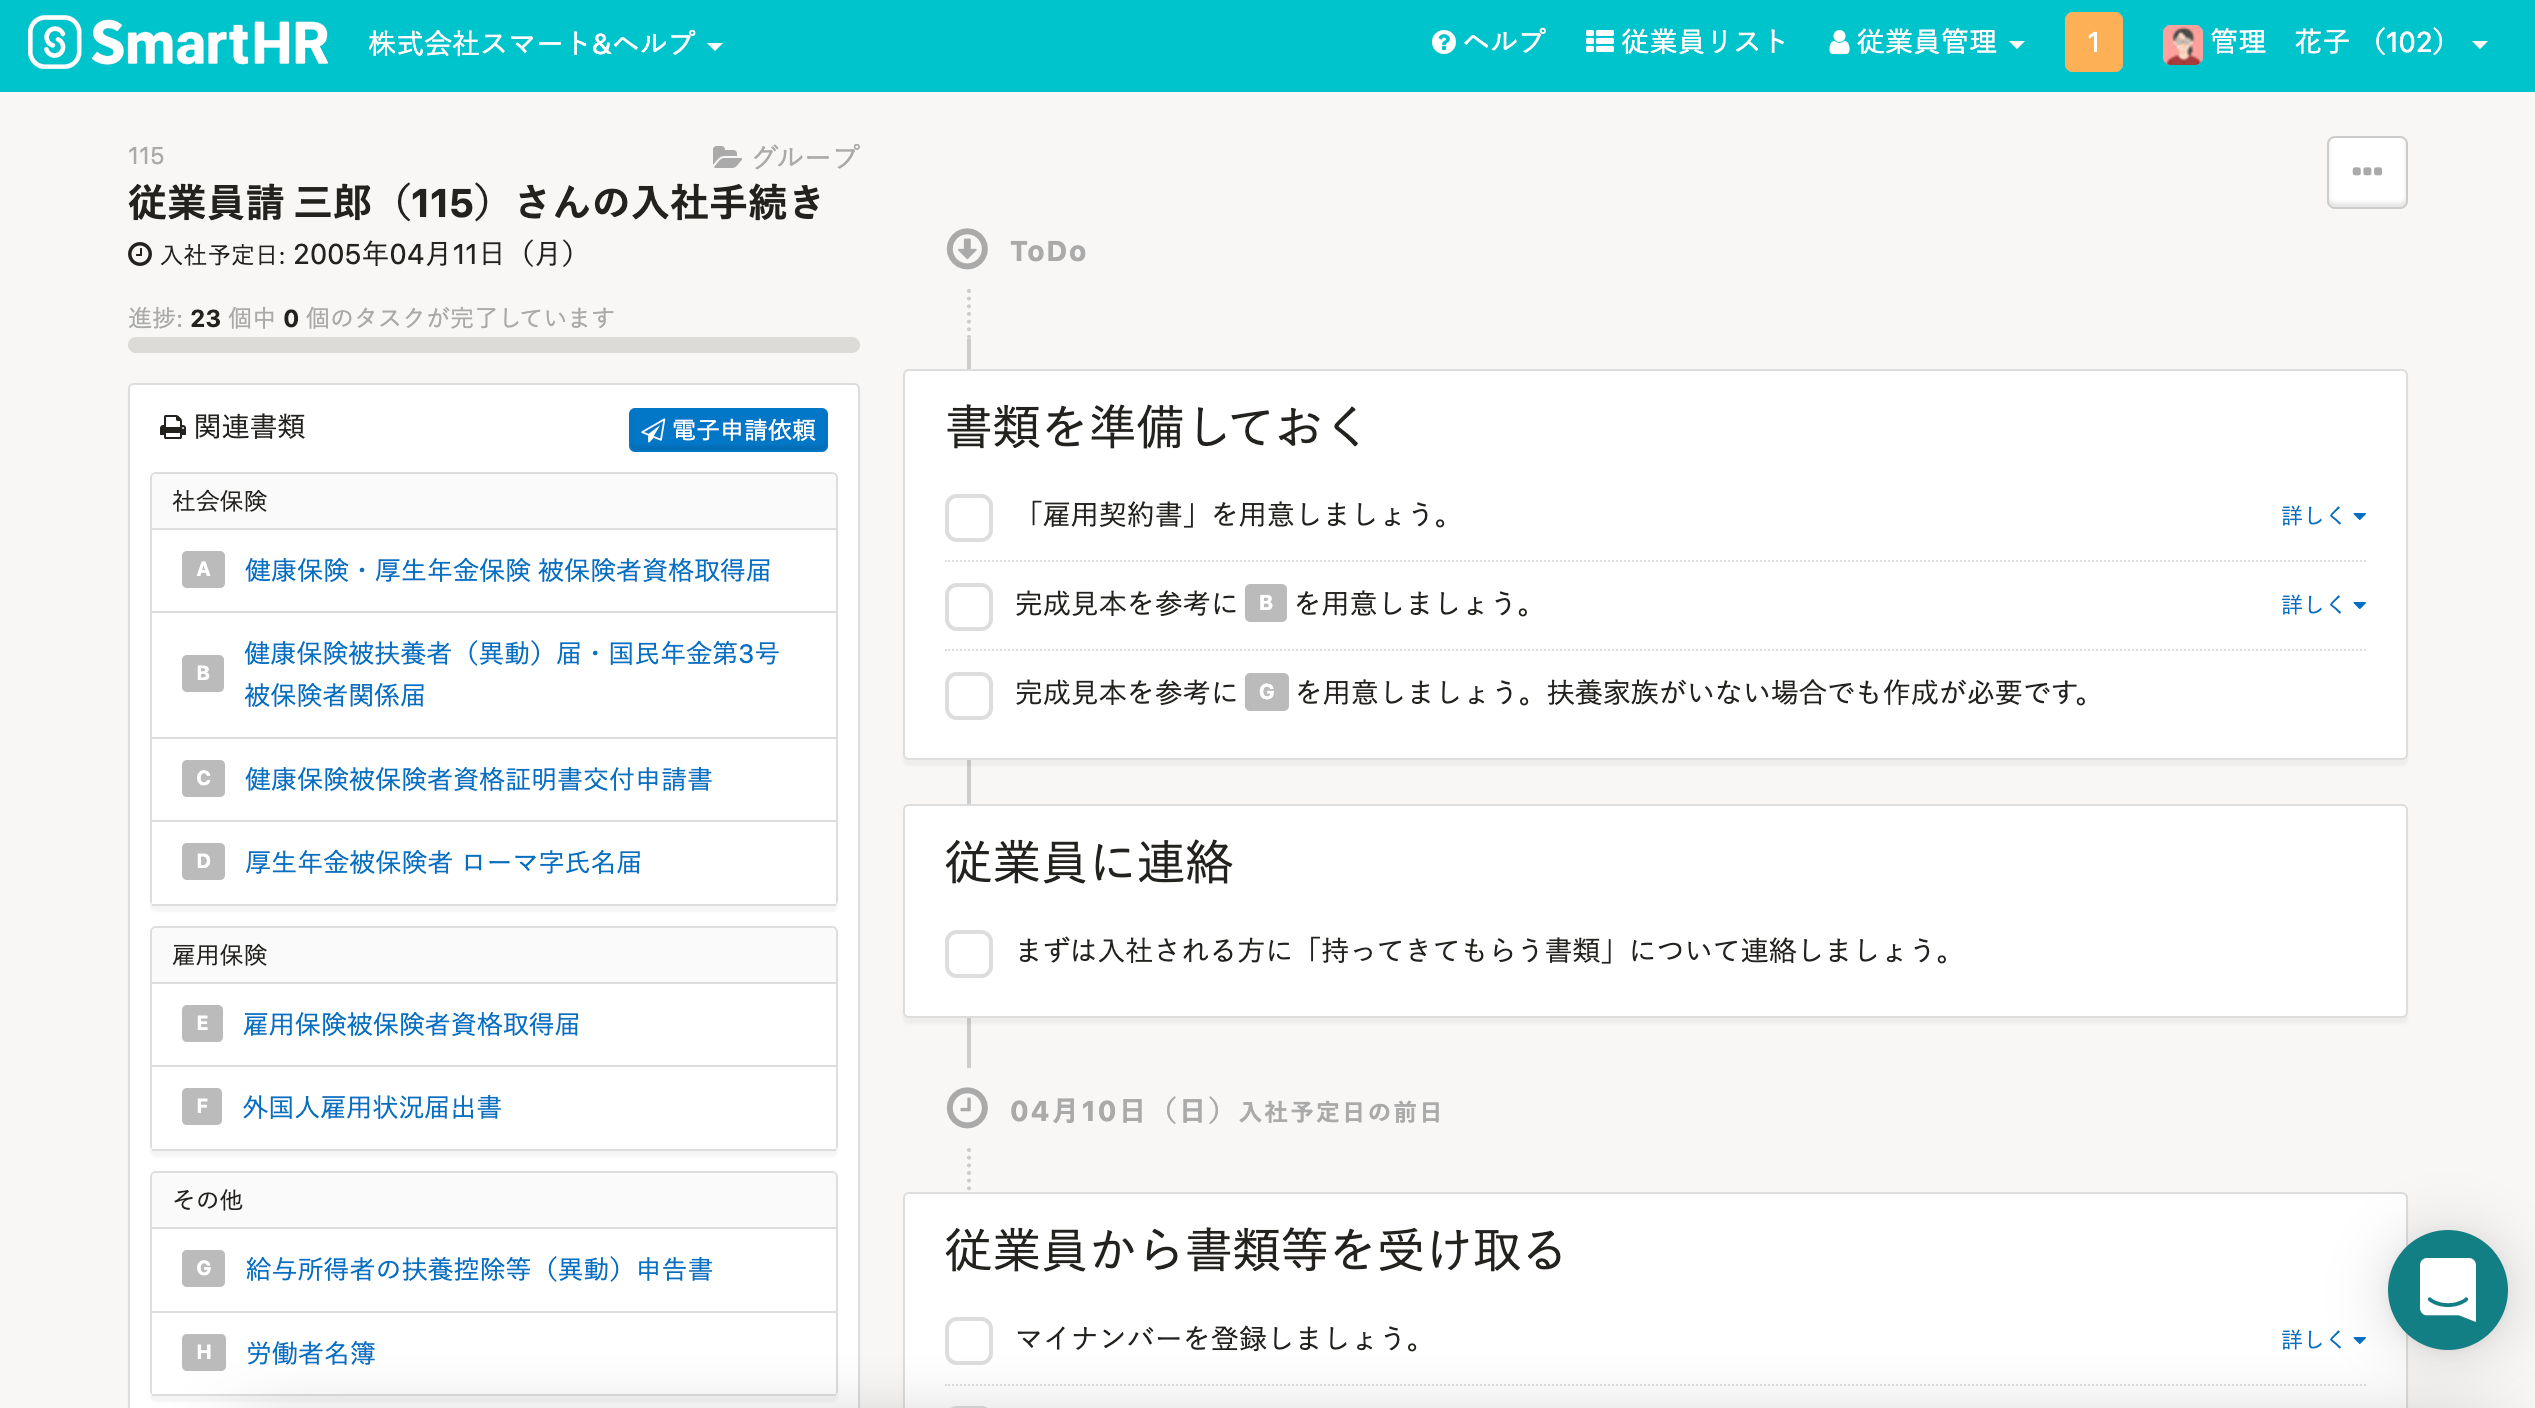 SmartHR 株式会社スマート&ヘルプ ヘルプ 従業員リスト 従業員管理 1 管理 花子 （102）
115 グループ
従業員請 三郎（115）さんの入社手続き
入社予定日: 2005年04月11日（月）
進捗: 23 個中 0 個のタスクが完了しています
関連書類 電子申請依頼
社会保険
A 健康保険・厚生年金保険 被保険者資格取得届
B 健康保険被扶養者（異動）届・国民年金第3号
被保険者関係届
C 健康保険被保険者資格証明書交付申請書
D 厚生年金被保険者 ローマ字氏名届
雇用保険
E 雇用保険被保険者資格取得届
F 外国人雇用状況届出書
その他
G 給与所得者の扶養控除等（異動）申告書
H 労働者名簿
ToDo
書類を準備しておく
「雇用契約書」を用意しましょう。 詳しく
完成見本を参考に B を用意しましょう。 詳しく
完成見本を参考に G を用意しましょう。扶養家族がいない場合でも作成が必要です。
従業員に連絡
まずは入社される方に「持ってきてもらう書類」について連絡しましょう。
04月10日（日）入社予定日の前日
従業員から書類等を受け取る
マイナンバーを登録しましょう。 詳しく